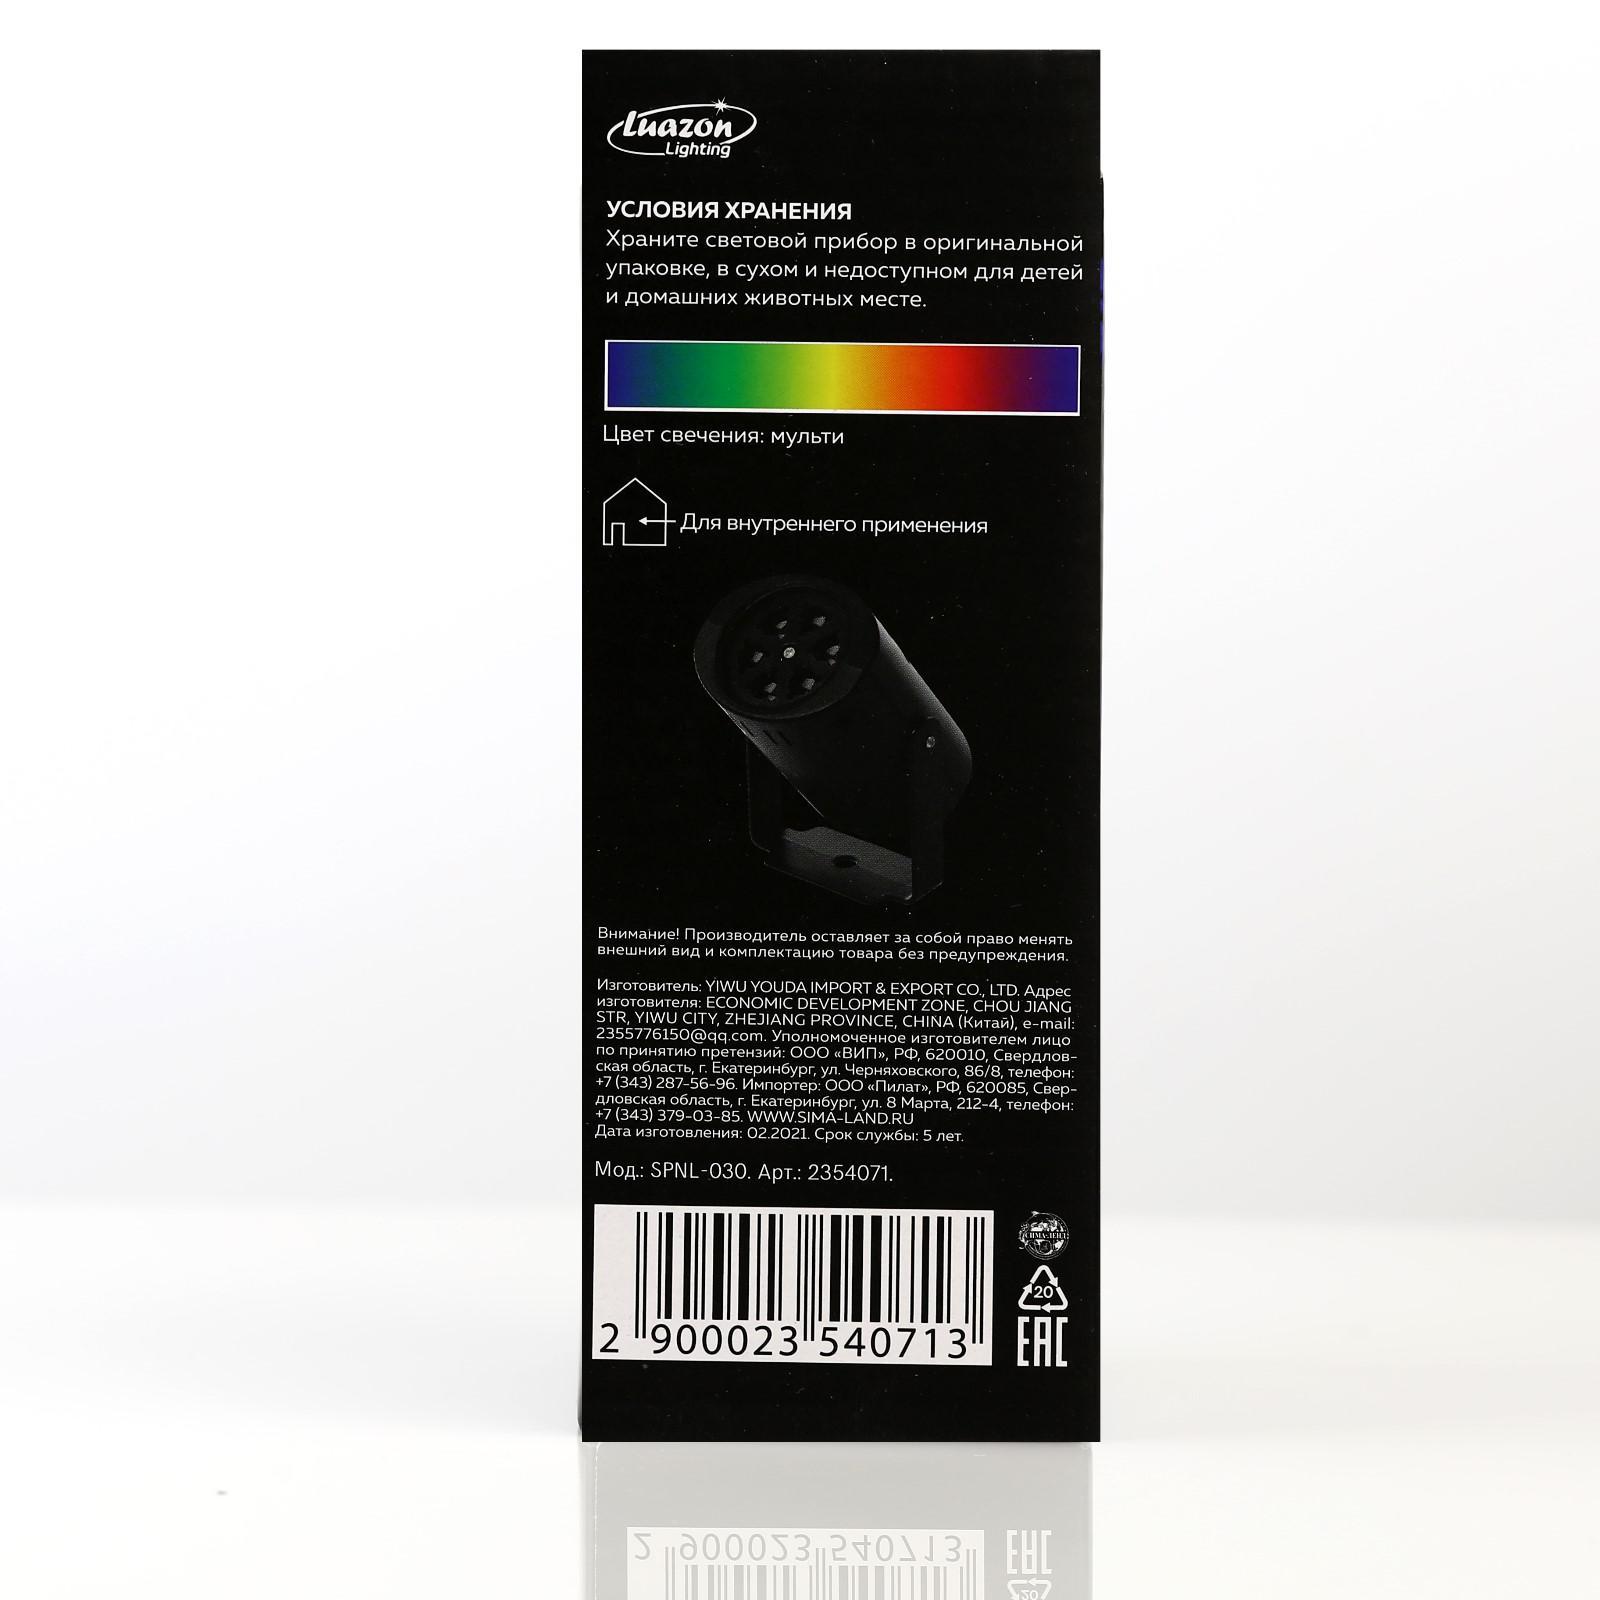 Luazon
Lighting
УСЛОВИЯ ХРАНЕНИЯ
Храните световой прибор в оригинальной
упаковке, в сухом и недоступном для детей
и домашних животных месте.
Цвет свечения: мульти
Для внутреннего применения
Внимание! Производитель оставляет за собой право менять
внешний вид и комплектацию товара без предупреждения.
Изготовитель: YIWU YOUDA IMPORT & EXPORT CO., LTD. Адрес
изготовителя: ECONOMIC DEVELOPMENT ZONE, CHOU JIANG
STR, YIWU CITY, ZHEJIANG PROVINCE, CHINA (Китай), e-mail:
2355776150@qq.com. Уполномоченное изготовителем лицо
по принятию претензий: ООО «ВИП», РФ, 620010, Свердлов-
ская область, г. Екатеринбург, ул. Черняховского, 86/8, телефон:
+7 (343) 287-56-96. Импортер: ООО «Пилат», РФ, 620085, Свер-
дловская область, г. Екатеринбург, ул. 8 Марта, 212-4, телефон:
+7 (343) 379-03-85. WWW.SIMA-LAND.RU
Дата изготовления: 02.2021. Срок службы: 5 лет.
Мод.: SPNL-030. Арт.: 2354071.
2 900023 540713
СИМА-ЛЕНД
20
EAC